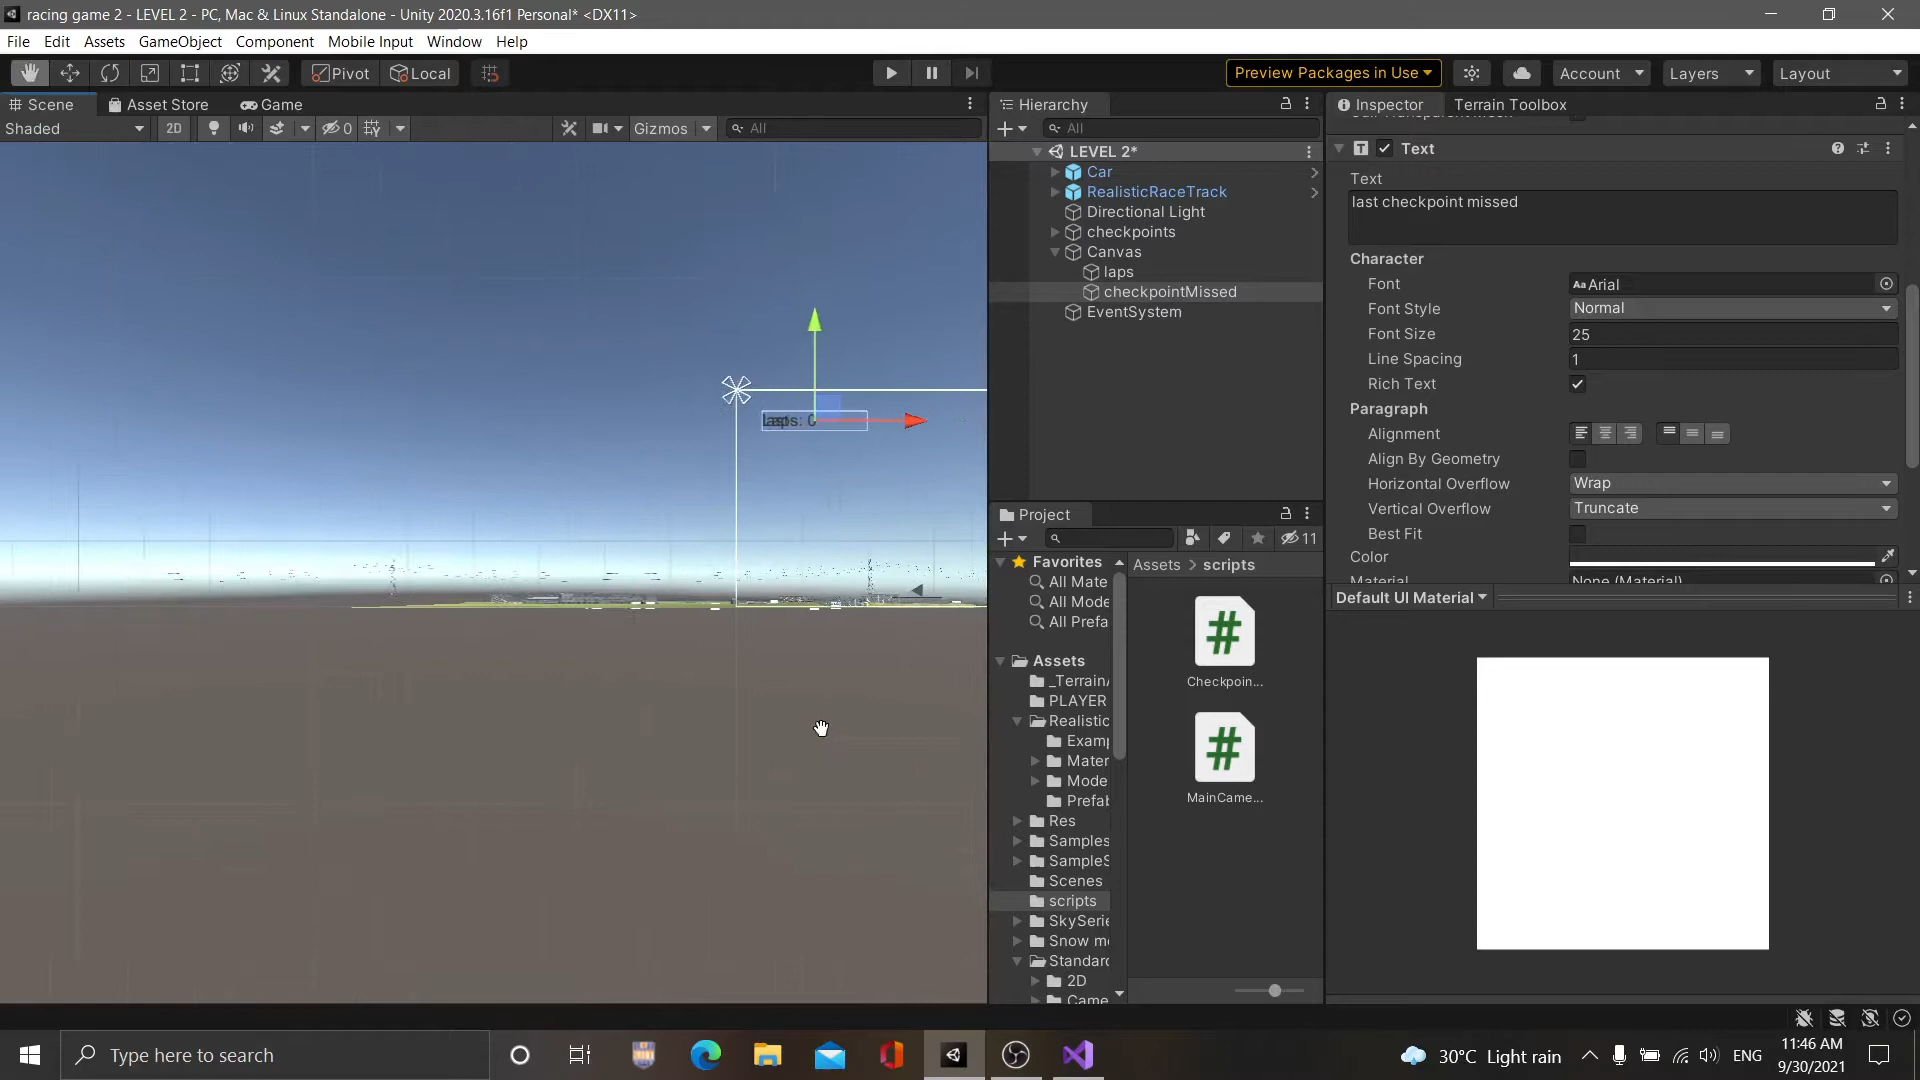 racing game 2 - LEVEL 2 - PC, Mac & Linux Standalone - Unity 2020.3.16f1 Personal* <DX11>
File Edit Assets GameObject Component Mobile Input Window Help
Pivot Local Preview Packages in Use Account Layers Layout
Scene Asset Store Game
Shaded 2D 0 Gizmos All
laps: 0
Hierarchy
All
LEVEL 2*
Car
RealisticRaceTrack
Directional Light
checkpoints
Canvas
laps
checkpointMissed
EventSystem
Project
11
Favorites
All Mate
All Mode
All Prefa
Assets
_Terrain
PLAYER
Realistic
Exam
Mater
Mode
Prefa
Res
Samples
SampleS
Scenes
scripts
SkySerie
Snow m
Standard
2D
Came
Assets > scripts
Checkpoin...
MainCame...
Inspector Terrain Toolbox
Text
Text
last checkpoint missed
Character
Font Arial
Font Style Normal
Font Size 25
Line Spacing 1
Rich Text
Paragraph
Alignment
Align By Geometry
Horizontal Overflow Wrap
Vertical Overflow Truncate
Best Fit
Color
Material None (Material)
Default UI Material
Type here to search
30°C Light rain
ENG
11:46 AM
9/30/2021